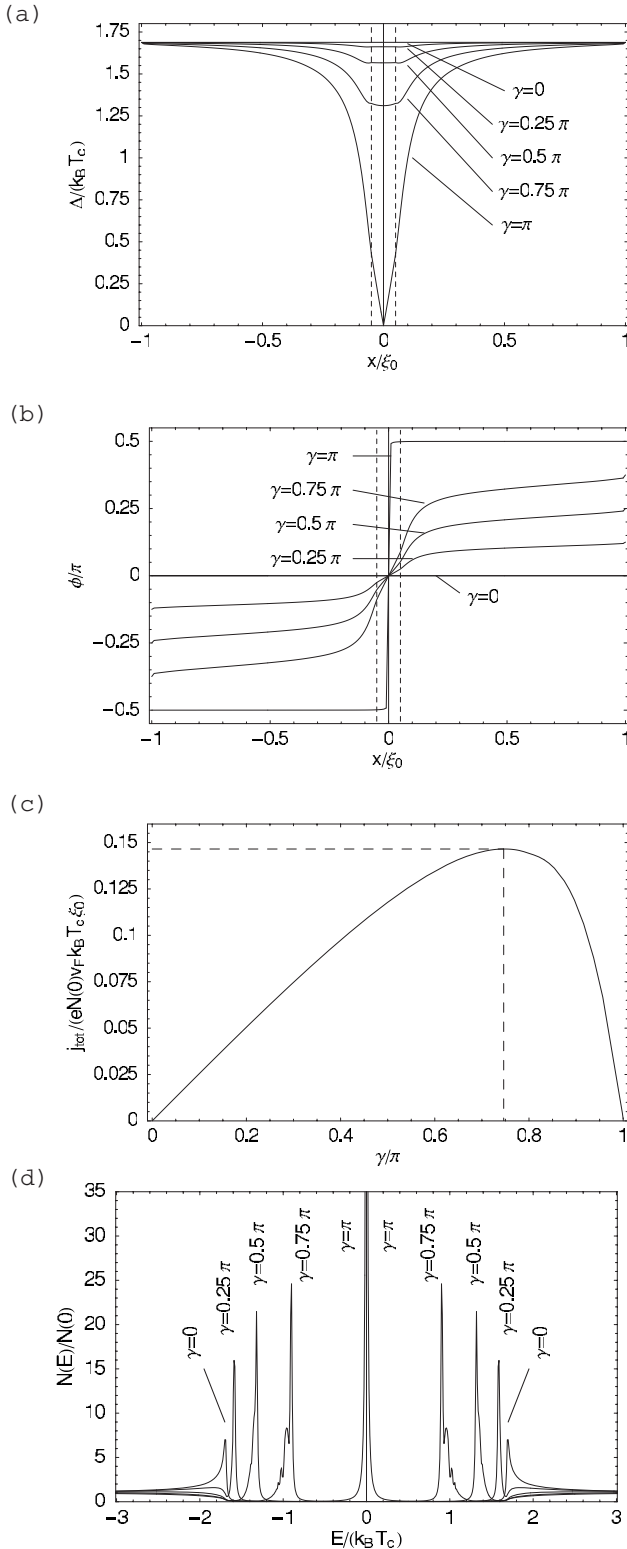 (a)
1.75
1.5
1.25
1
0.75
0.5
0.25
0
Δ/(k_B T_c)
γ=0
γ=0.25 π
γ=0.5 π
γ=0.75 π
γ=π
−1 −0.5 0 0.5 1
x/ξ_0
(b)
0.5
0.25
0
−0.25
−0.5
ϕ/π
γ=π
γ=0.75 π
γ=0.5 π
γ=0.25 π
γ=0
−1 −0.5 0 0.5 1
x/ξ_0
(c)
0.15
0.125
0.1
0.075
0.05
0.025
0
j_tot/(eN(0)v_F k_B T_c ξ_0)
0 0.2 0.4 0.6 0.8 1
γ/π
(d)
35
30
25
20
15
10
5
0
N(E)/N(0)
γ=0
γ=0.25 π
γ=0.5 π
γ=0.75 π
γ=π
γ=π
γ=0.75 π
γ=0.5 π
γ=0.25 π
γ=0
−3 −2 −1 0 1 2 3
E/(k_B T_c)